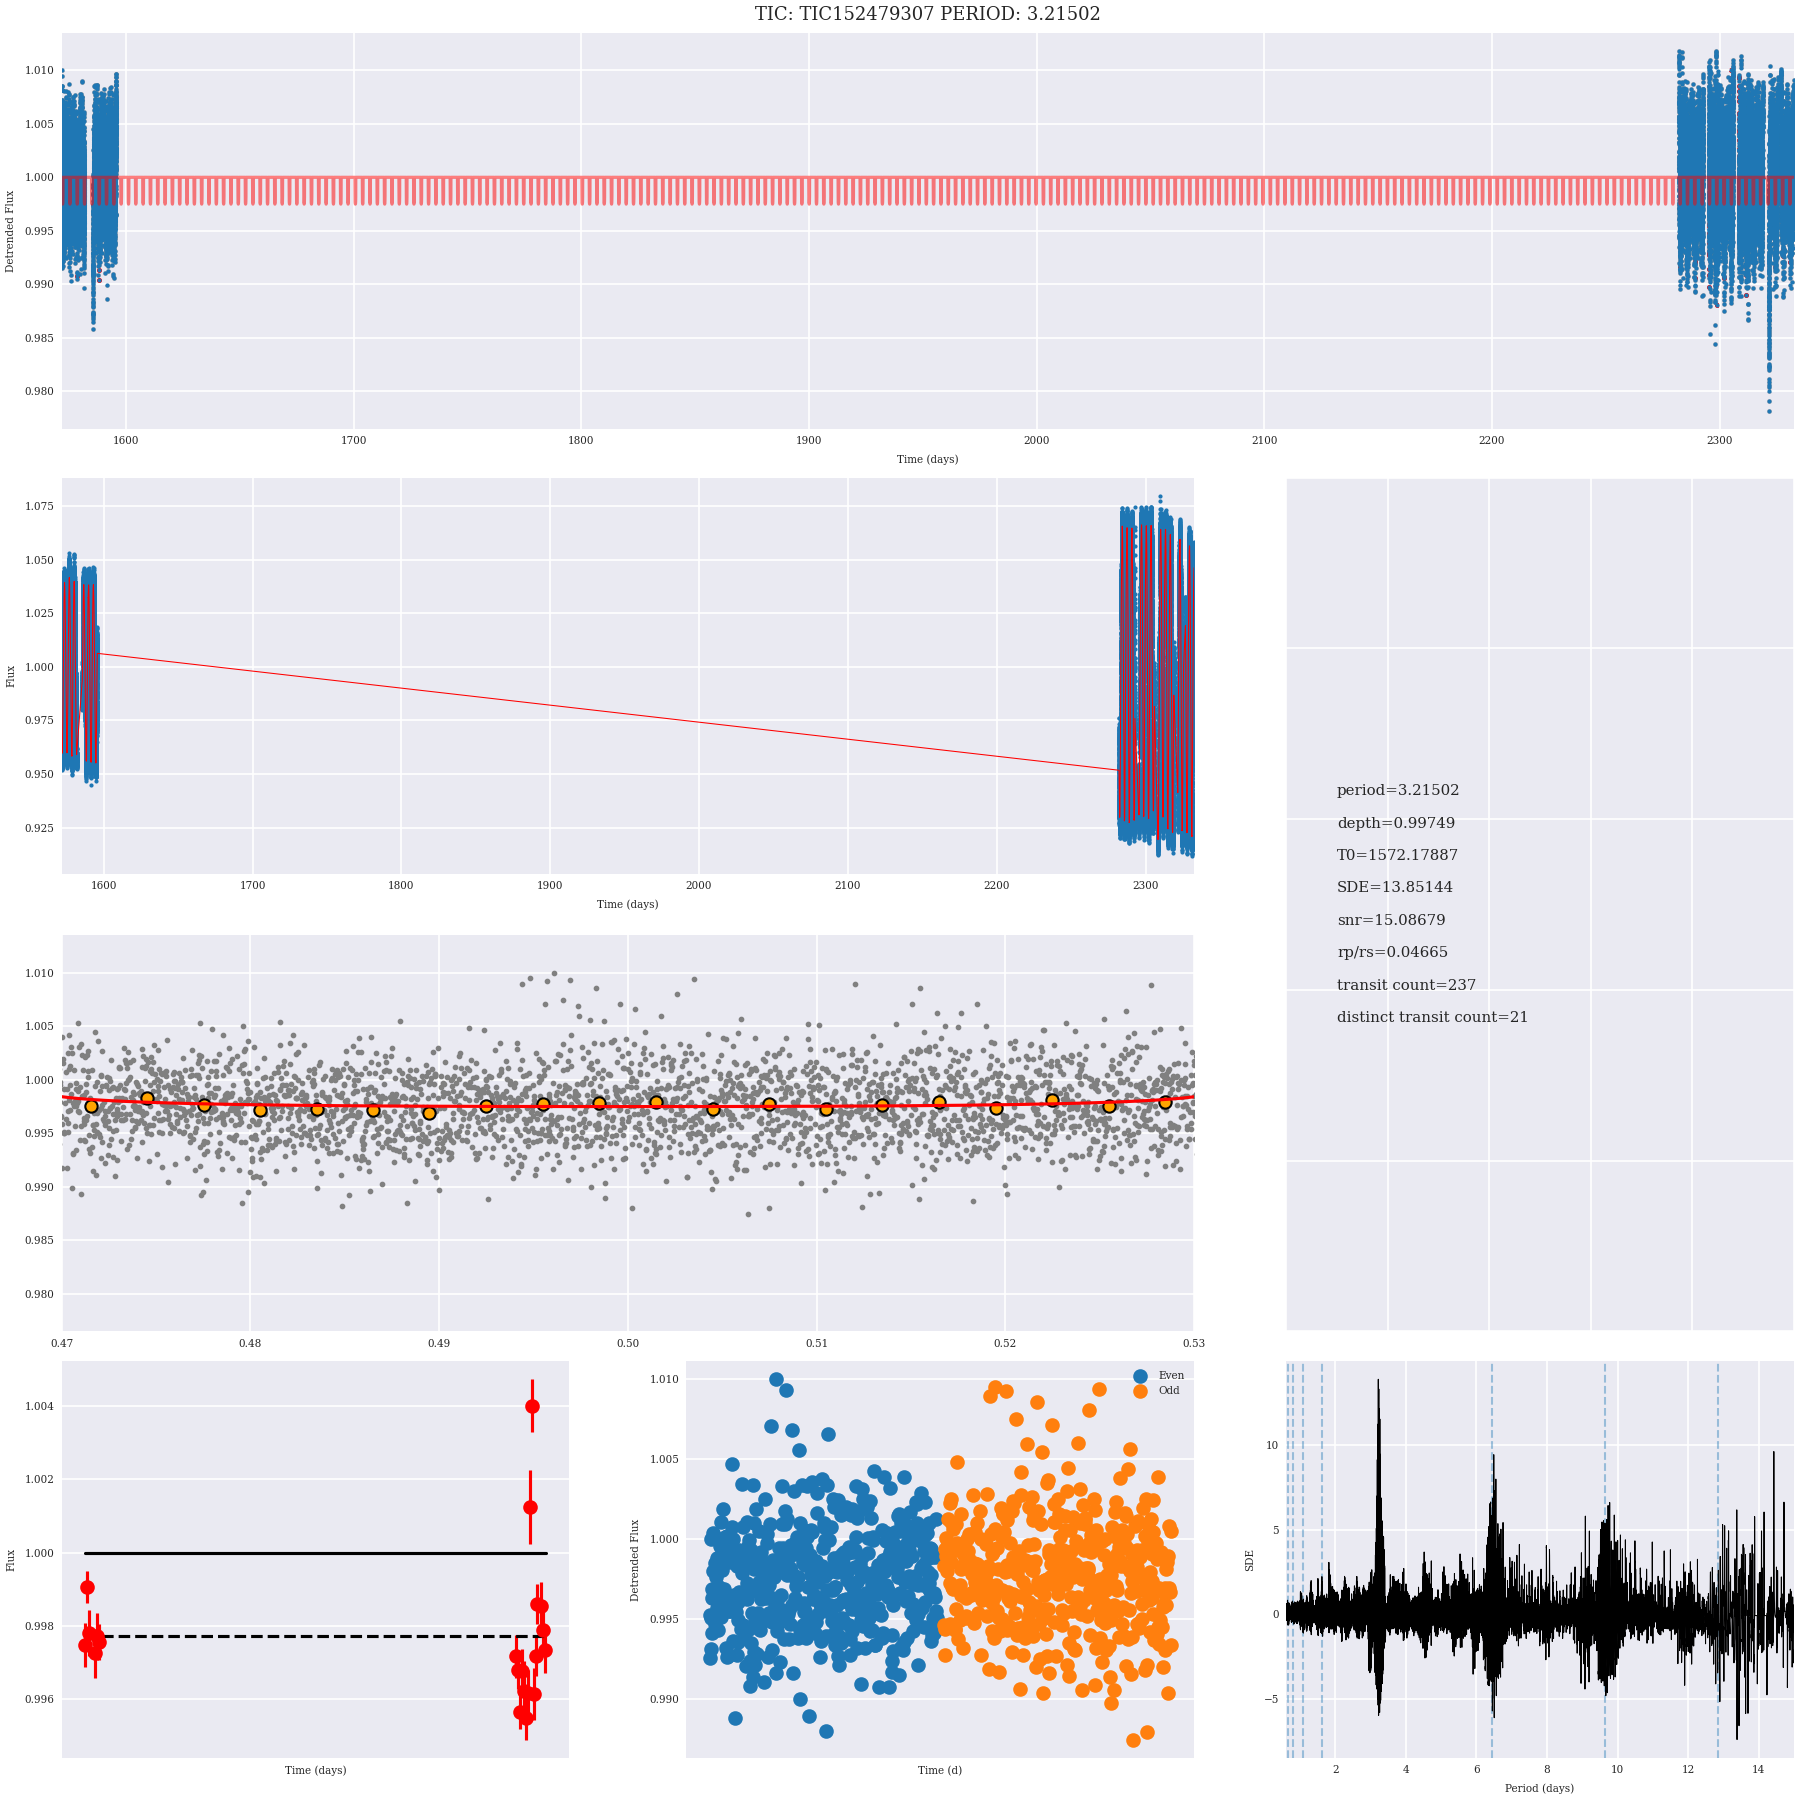 TIC: TIC152479307 PERIOD: 3.21502
1.010
1.005
1.000
0.995
0.990
0.985
0.980
Detrended Flux
1600 1700 1800 1900 2000 2100 2200 2300
Time (days)
1.075
1.050
1.025
1.000
0.975
0.950
0.925
Flux
1600 1700 1800 1900 2000 2100 2200 2300
Time (days)
period=3.21502
depth=0.99749
T0=1572.17887
SDE=13.85144
snr=15.08679
rp/rs=0.04665
transit count=237
distinct transit count=21
1.010
1.005
1.000
0.995
0.990
0.985
0.980
0.47 0.48 0.49 0.50 0.51 0.52 0.53
1.004
1.002
1.000
0.998
0.996
Flux
Time (days)
1.010
1.005
1.000
0.995
0.990
Detrended Flux
Even
Odd
Time (d)
10
5
0
−5
SDE
2 4 6 8 10 12 14
Period (days)